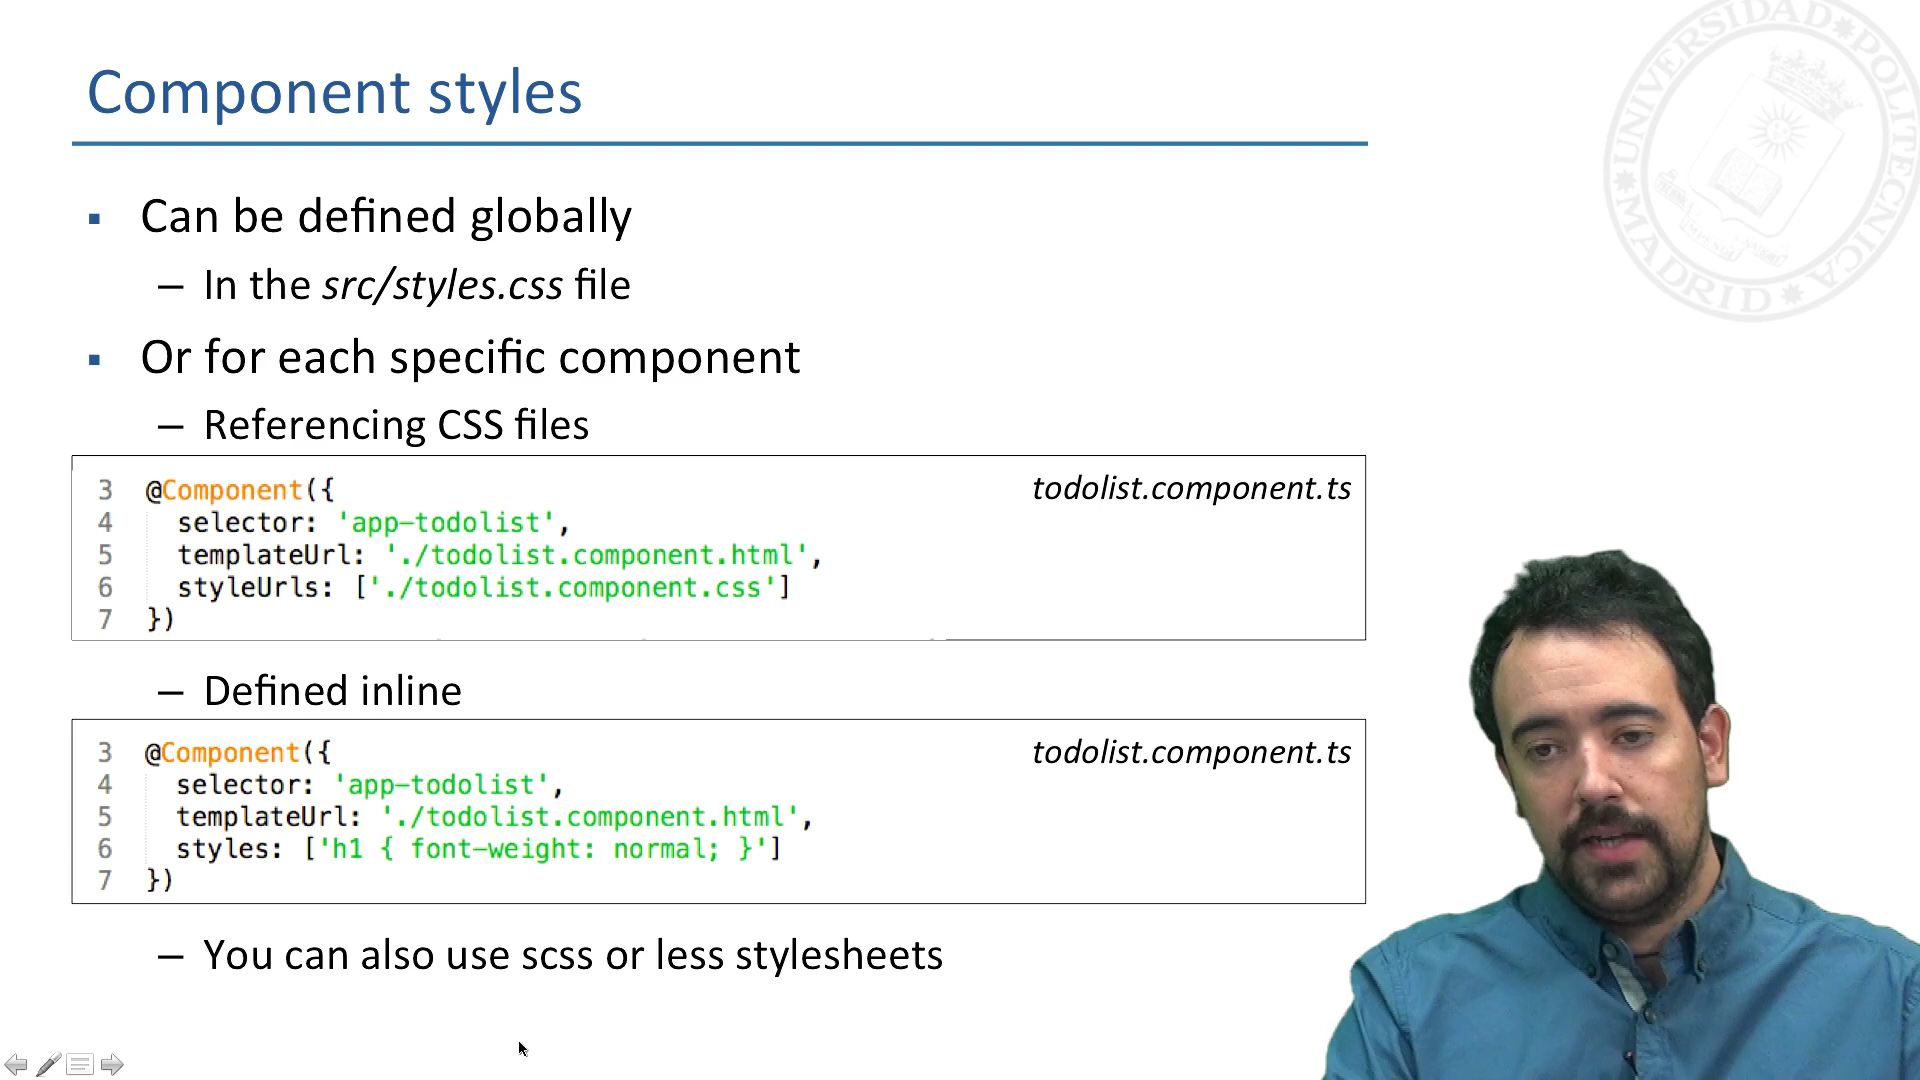 Component styles
▪ Can be defined globally
– In the src/styles.css file
▪ Or for each specific component
– Referencing CSS files
todolist.component.ts
3 @Component({
4 selector: 'app-todolist',
5 templateUrl: './todolist.component.html',
6 styleUrls: ['./todolist.component.css']
7 })
– Defined inline
todolist.component.ts
3 @Component({
4 selector: 'app-todolist',
5 templateUrl: './todolist.component.html',
6 styles: ['h1 { font-weight: normal; }']
7 })
– You can also use scss or less stylesheets
UNIVERSIDAD POLITECNICA
MADRID